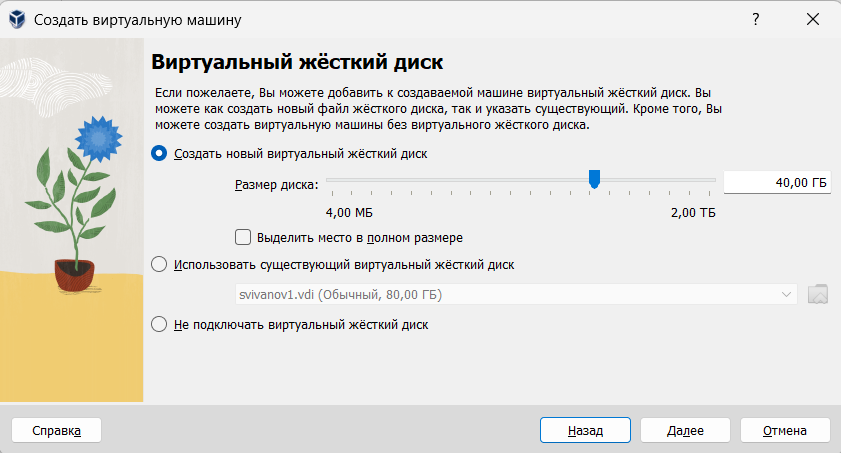 Создать виртуальную машину
?
Виртуальный жёсткий диск
Если пожелаете, Вы можете добавить к создаваемой машине виртуальный жёсткий диск. Вы
можете как создать новый файл жёсткого диска, так и указать существующий. Кроме того, Вы
можете создать виртуальную машины без виртуального жёсткого диска.
Создать новый виртуальный жёсткий диск
Размер диска: 40,00 ГБ
4,00 МБ 2,00 ТБ
Выделить место в полном размере
Использовать существующий виртуальный жёсткий диск
svivanov1.vdi (Обычный, 80,00 ГБ)
Не подключать виртуальный жёсткий диск
Справка Назад Далее Отмена